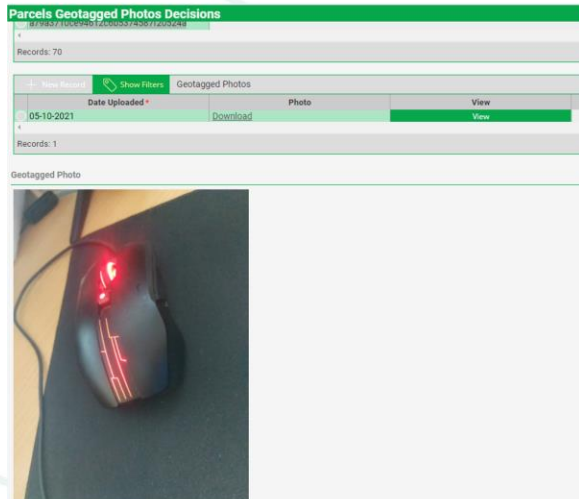 Parcels Geotagged Photos Decisions
Records: 70
New Record Show Filters Geotagged Photos
Date Uploaded * Photo View
05-10-2021 Download View
Records: 1
Geotagged Photo